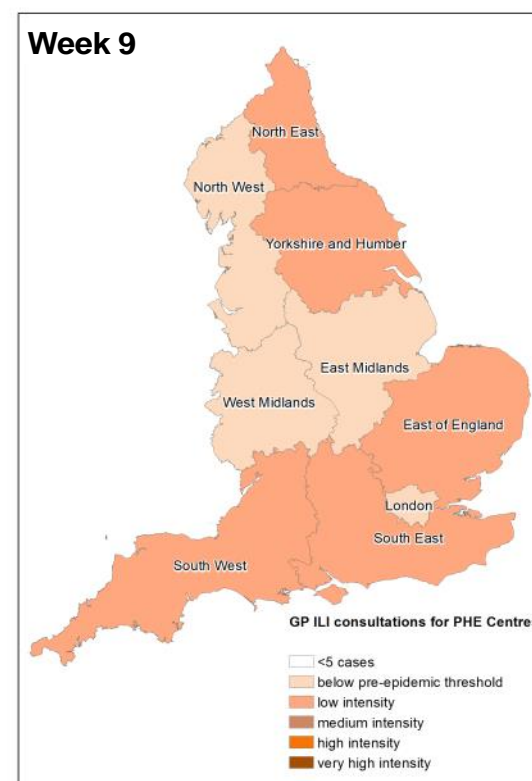 Week 9
North East
North West
Yorkshire and Humber
East Midlands
West Midlands
East of England
London
South East
South West
GP ILI consultations for PHE Centre
<5 cases
below pre-epidemic threshold
low intensity
medium intensity
high intensity
very high intensity